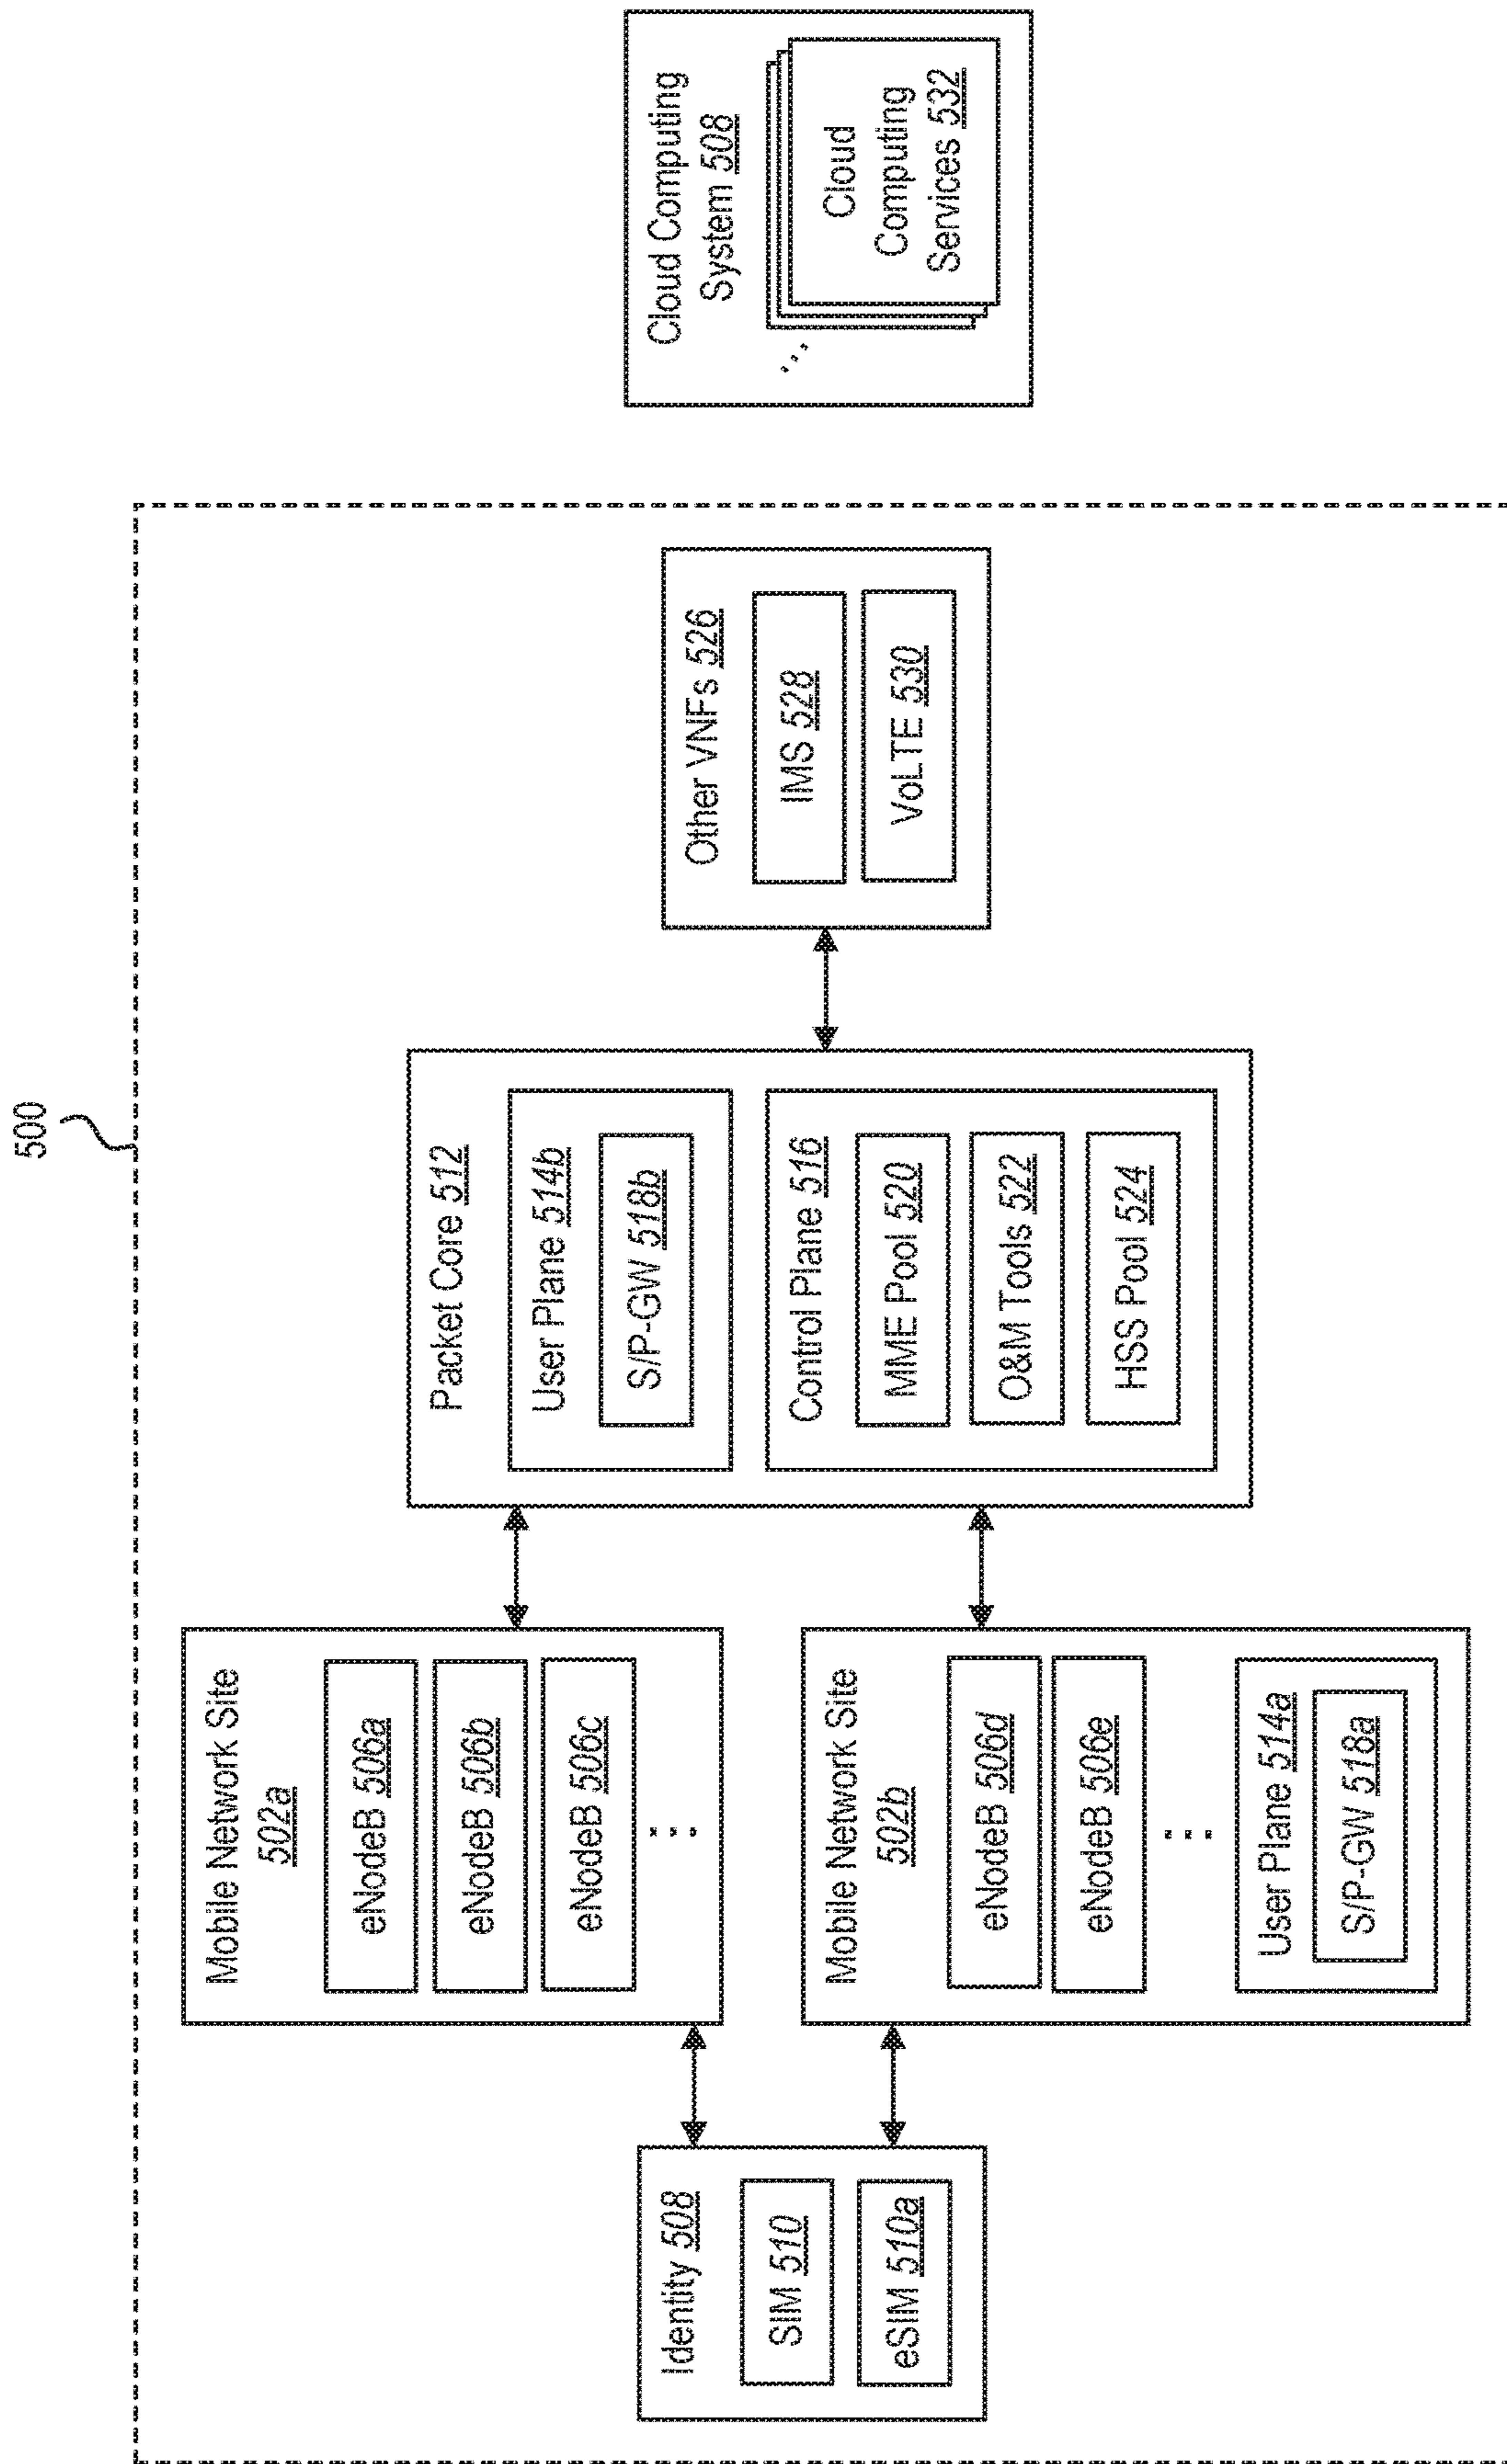 500
Identity 508
SIM 510
eSIM 510a
Mobile Network Site
502a
eNodeB 506a
eNodeB 506b
eNodeB 506c
...
Mobile Network Site
502b
eNodeB 506d
eNodeB 506e
...
User Plane 514a
S/P-GW 518a
Packet Core 512
User Plane 514b
S/P-GW 518b
Control Plane 516
MME Pool 520
O&M Tools 522
HSS Pool 524
Other VNFs 526
IMS 528
VoLTE 530
Cloud Computing
System 508
...
Cloud
Computing
Services 532